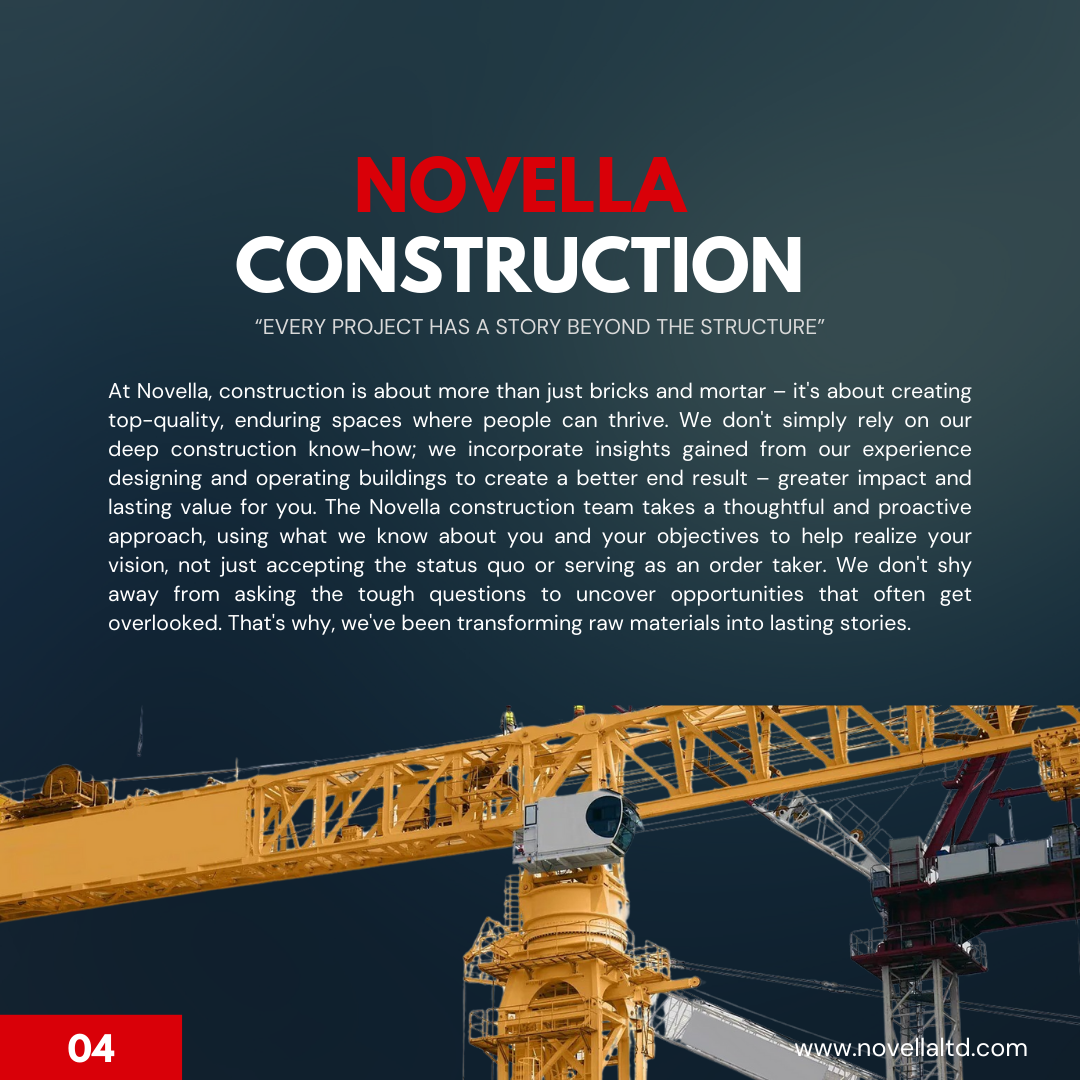 NOVELLA
CONSTRUCTION
“EVERY PROJECT HAS A STORY BEYOND THE STRUCTURE”
At Novella, construction is about more than just bricks and mortar – it's about creating
top-quality, enduring spaces where people can thrive. We don't simply rely on our
deep construction know-how; we incorporate insights gained from our experience
designing and operating buildings to create a better end result – greater impact and
lasting value for you. The Novella construction team takes a thoughtful and proactive
approach, using what we know about you and your objectives to help realize your
vision, not just accepting the status quo or serving as an order taker. We don't shy
away from asking the tough questions to uncover opportunities that often get
overlooked. That's why, we've been transforming raw materials into lasting stories.
04
www.novellaltd.com